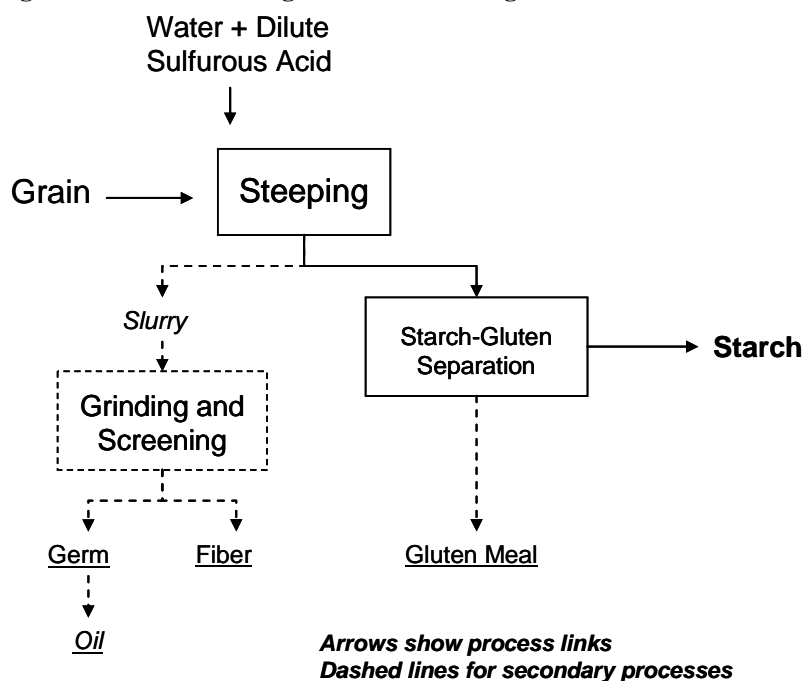 Water + Dilute
Sulfurous Acid
Grain
Steeping
Slurry
Starch-Gluten
Separation
Starch
Grinding and
Screening
Germ
Fiber
Gluten Meal
Oil
Arrows show process links
Dashed lines for secondary processes